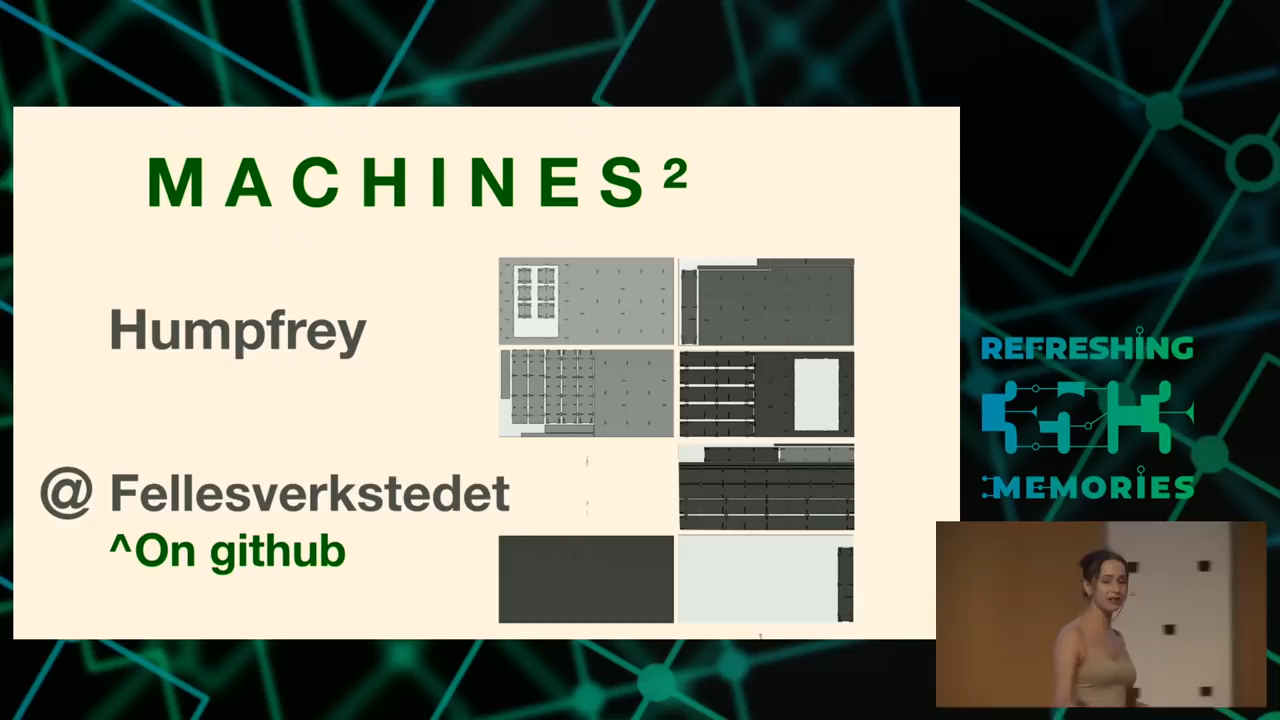 MACHINES²
Humpfrey
@ Fellesverkstedet
^On github
REFRESHING
MEMORIES